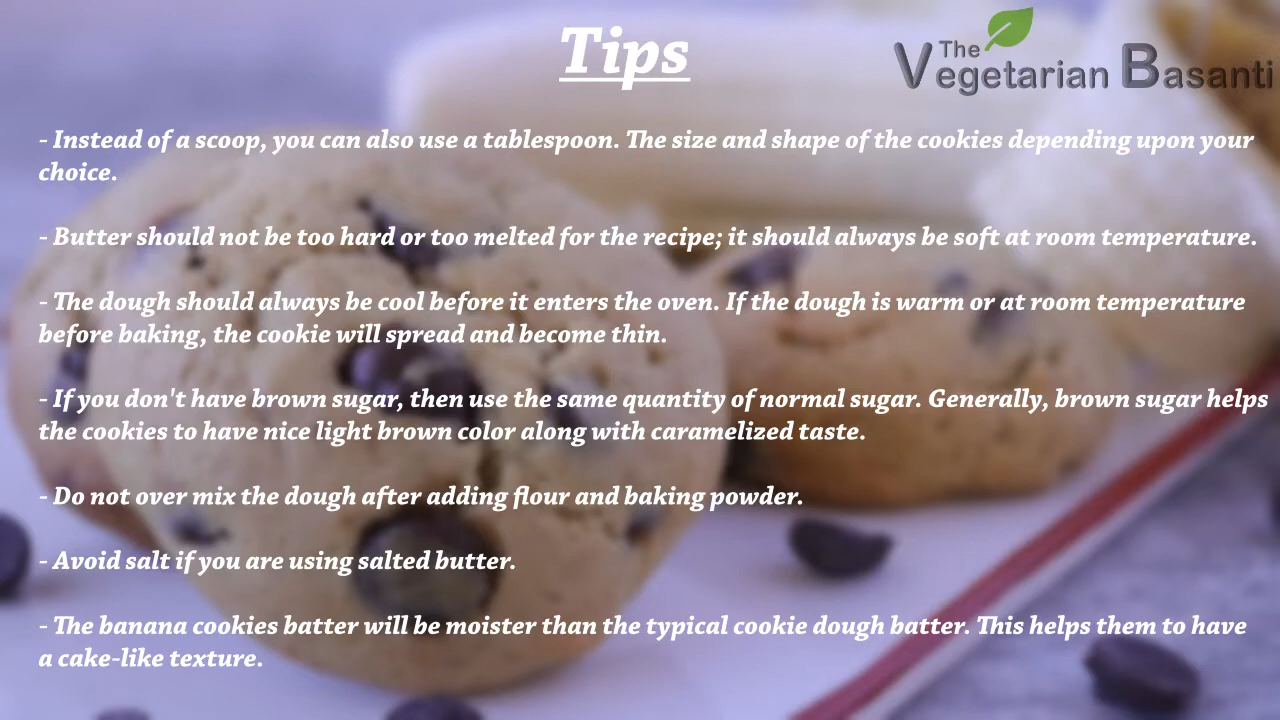 Tips
The
Vegetarian Basanti
- Instead of a scoop, you can also use a tablespoon. The size and shape of the cookies depending upon your
choice.
- Butter should not be too hard or too melted for the recipe; it should always be soft at room temperature.
- The dough should always be cool before it enters the oven. If the dough is warm or at room temperature
before baking, the cookie will spread and become thin.
- If you don't have brown sugar, then use the same quantity of normal sugar. Generally, brown sugar helps
the cookies to have nice light brown color along with caramelized taste.
- Do not over mix the dough after adding flour and baking powder.
- Avoid salt if you are using salted butter.
- The banana cookies batter will be moister than the typical cookie dough batter. This helps them to have
a cake-like texture.